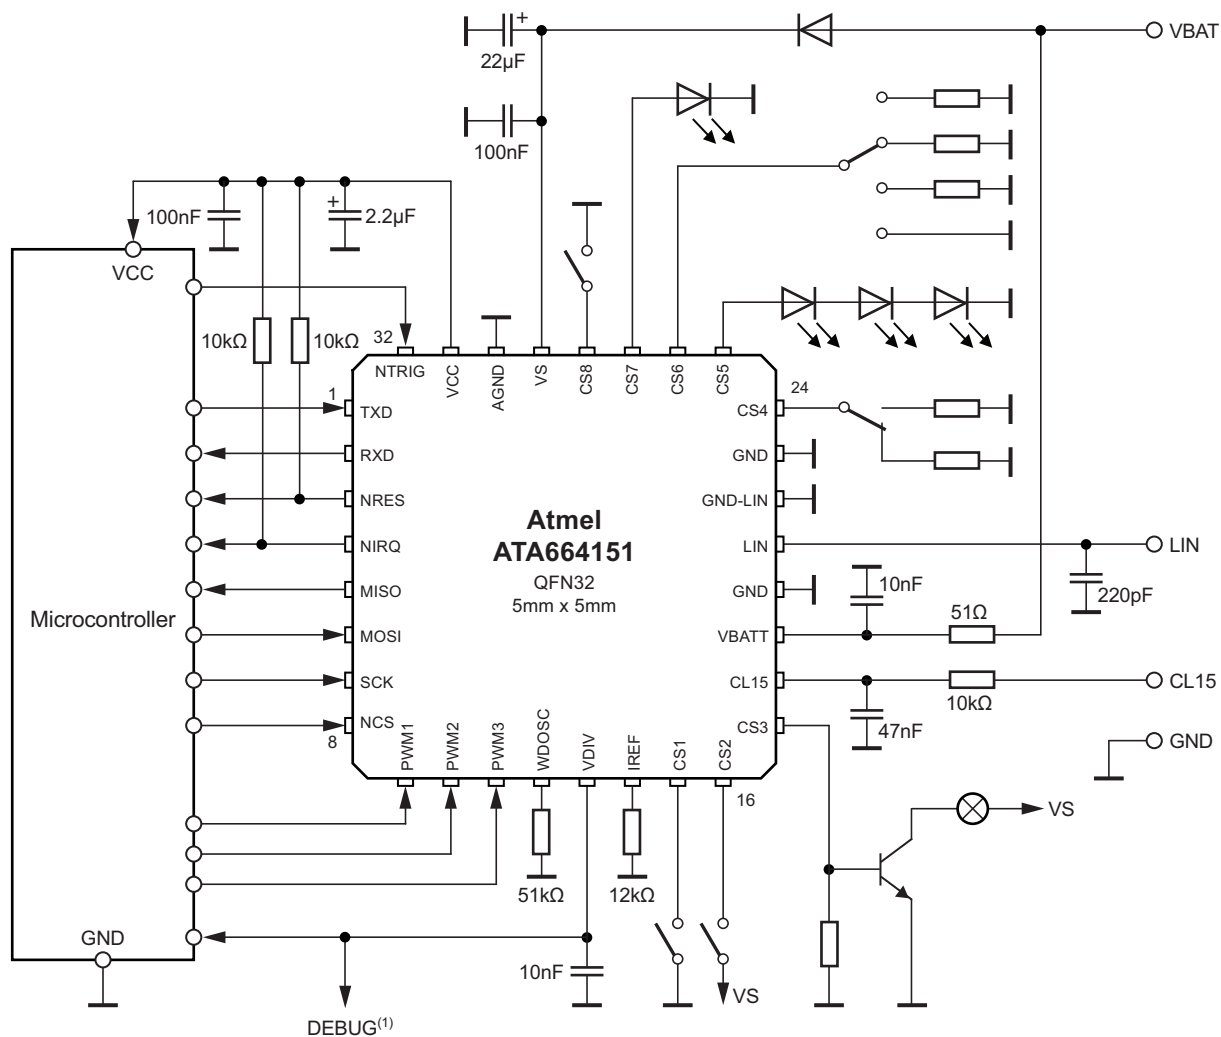 VBAT
22µF
+
100nF
100nF
+
2.2µF
VCC
10kΩ
10kΩ
32
NTRIG
VCC
AGND
VS
CS8
CS7
CS6
CS5
24
1
TXD
CS4
RXD
GND
NRES
GND-LIN
Atmel
ATA664151
QFN32
5mm x 5mm
NIRQ
LIN
LIN
MISO
GND
10nF
220pF
Microcontroller
MOSI
VBATT
51Ω
SCK
CL15
10kΩ
CL15
NCS
8
CS3
47nF
GND
PWM1
PWM2
PWM3
WDOSC
VDIV
IREF
CS1
CS2
16
VS
51kΩ
12kΩ
GND
10nF
VS
DEBUG(1)